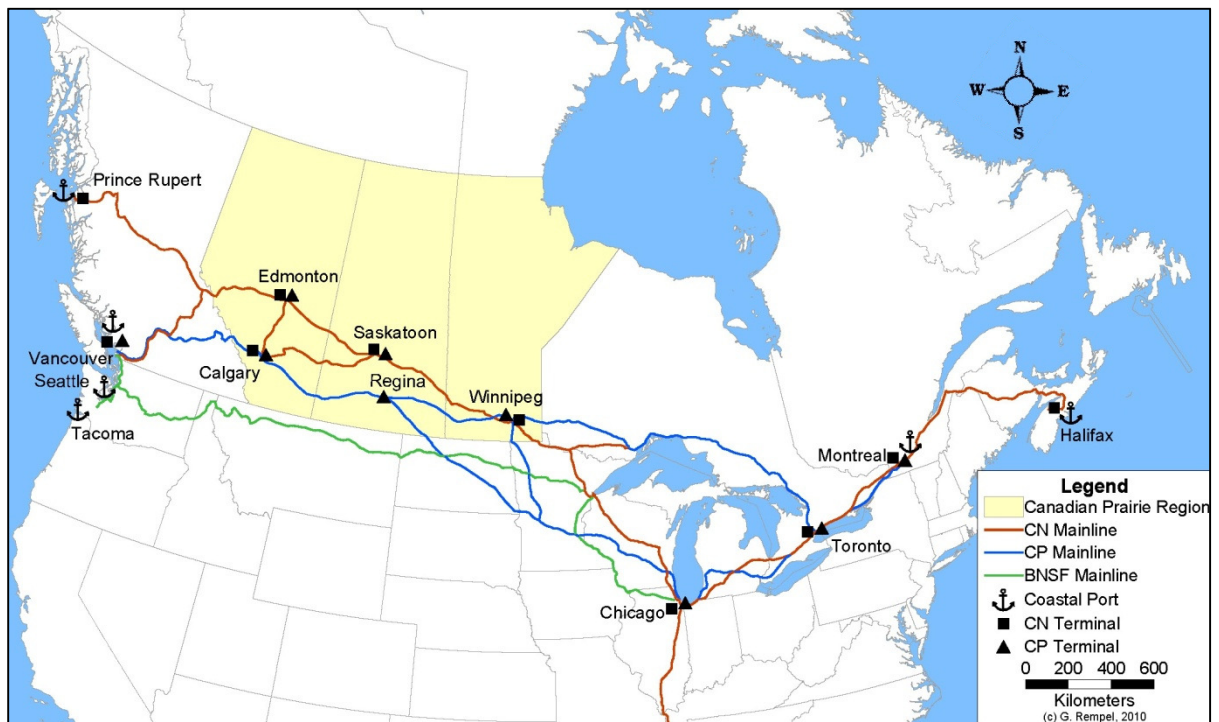 N
W E
S
Prince Rupert
Edmonton
Saskatoon
Vancouver
Calgary
Regina
Seattle
Winnipeg
Tacoma
Halifax
Montreal
Toronto
Chicago
Legend
Canadian Prairie Region
CN Mainline
CP Mainline
BNSF Mainline
Coastal Port
CN Terminal
CP Terminal
0 200 400 600
Kilometers
(c) G. Rempel, 2010